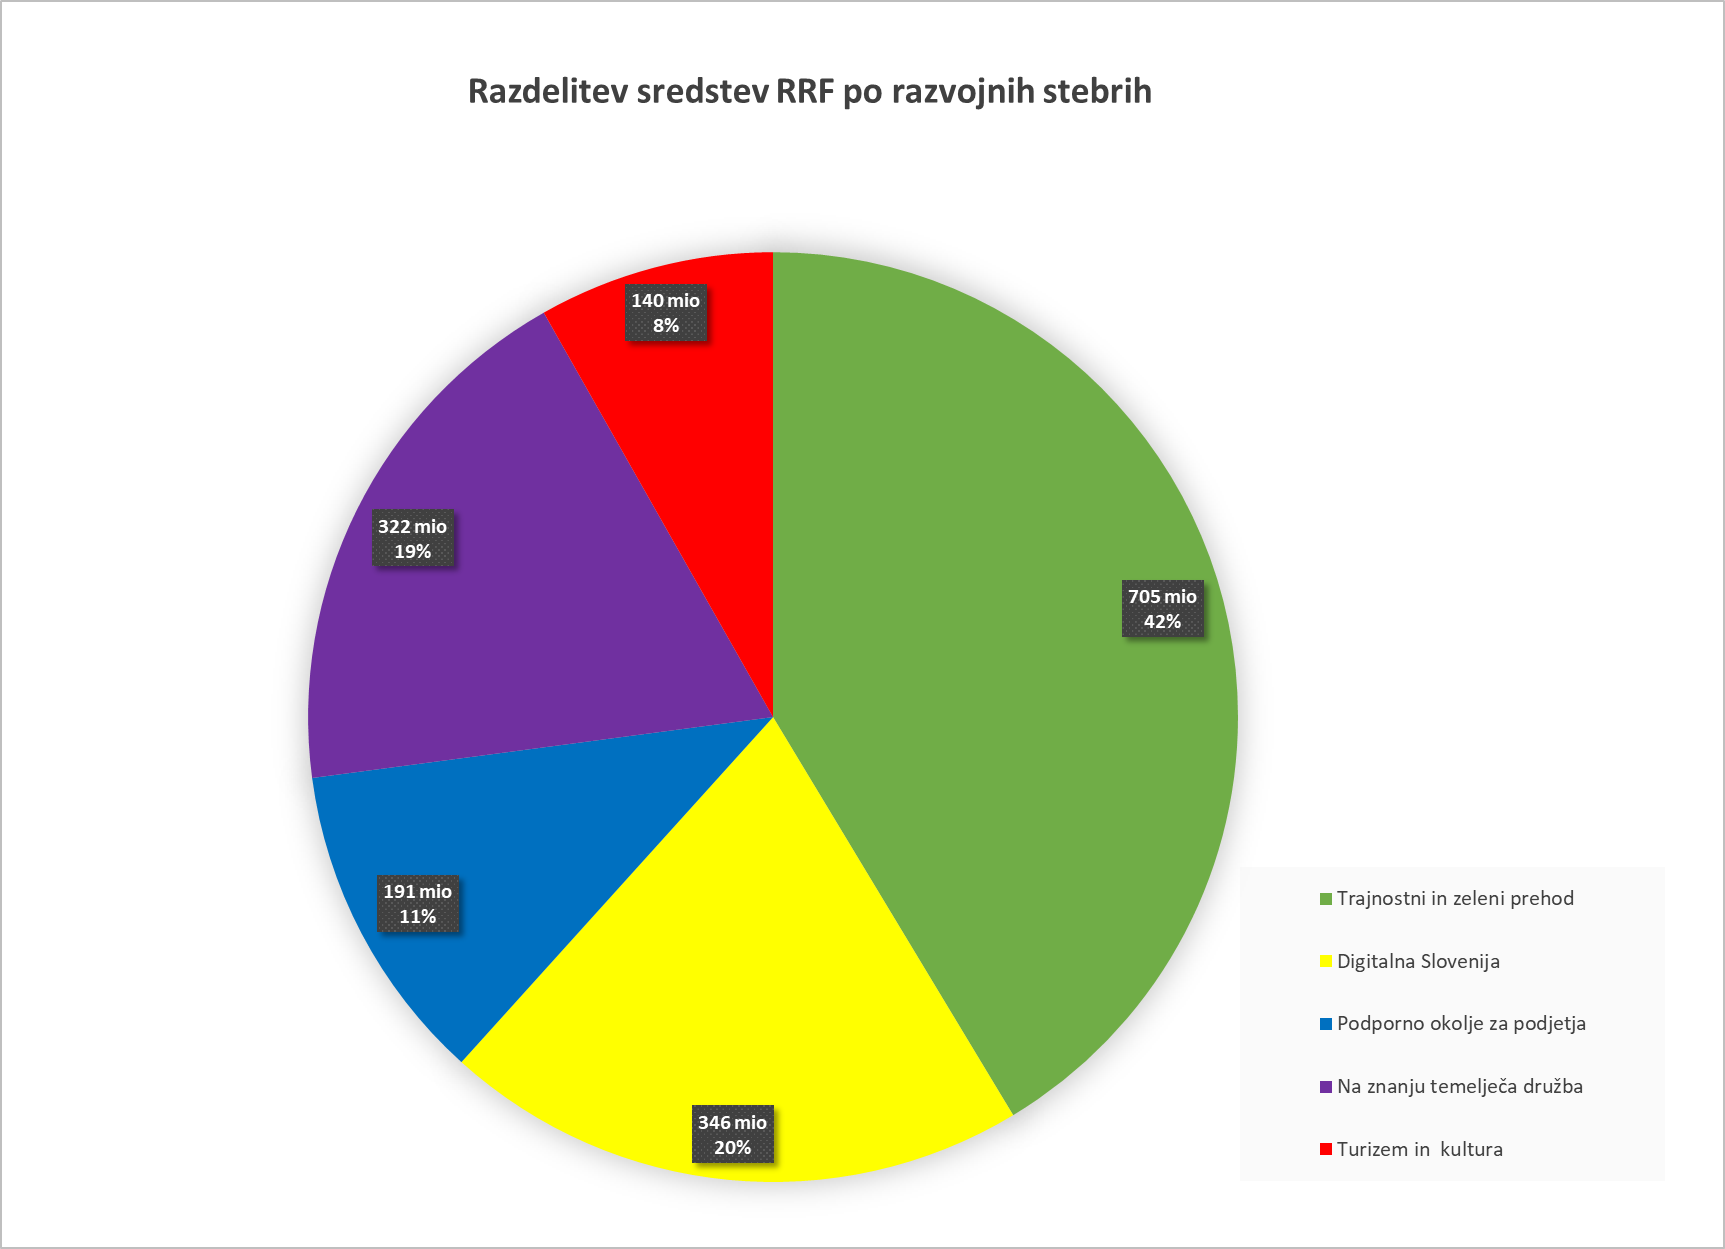 Razdelitev sredstev RRF po razvojnih stebrih
140 mio
8%
322 mio
19%
705 mio
42%
191 mio
11%
346 mio
20%
Trajnostni in zeleni prehod
Digitalna Slovenija
Podporno okolje za podjetja
Na znanju temelječa družba
Turizem in  kultura